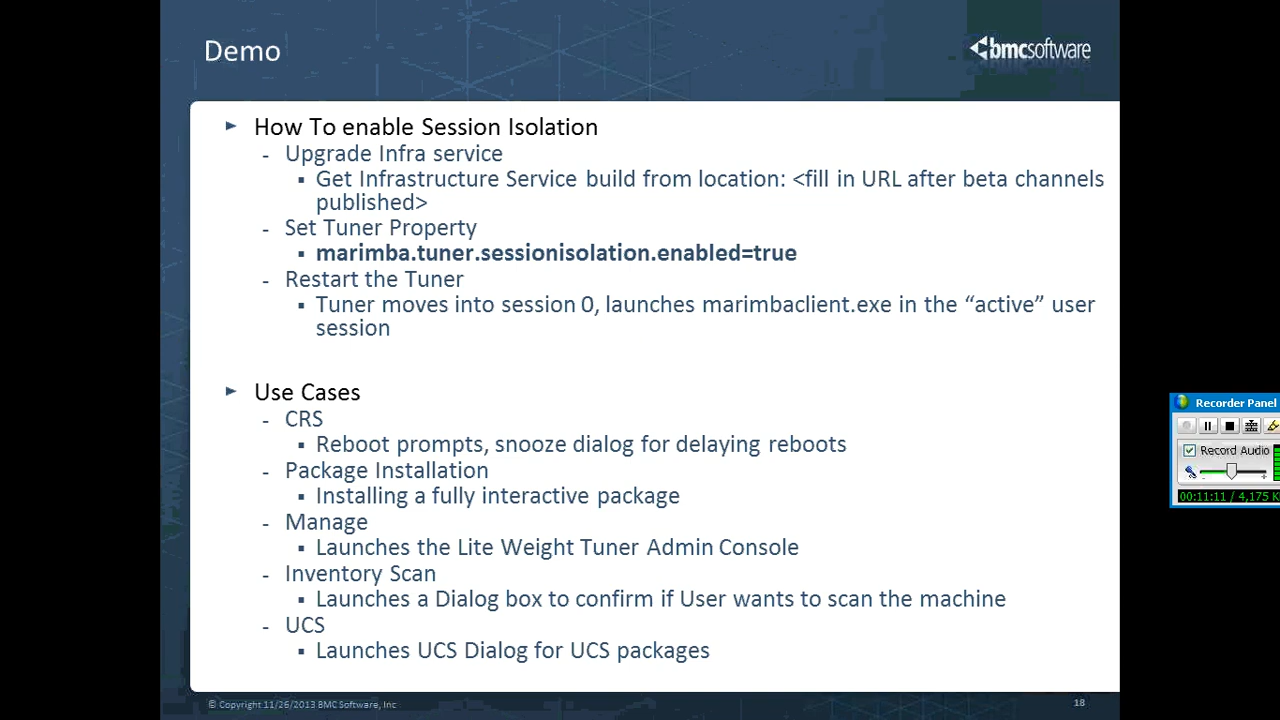 Demo
bmcsoftware
► How To enable Session Isolation
- Upgrade Infra service
▪ Get Infrastructure Service build from location: <fill in URL after beta channels
published>
- Set Tuner Property
▪ marimba.tuner.sessionisolation.enabled=true
- Restart the Tuner
▪ Tuner moves into session 0, launches marimbaclient.exe in the “active” user
session
► Use Cases
- CRS
▪ Reboot prompts, snooze dialog for delaying reboots
- Package Installation
▪ Installing a fully interactive package
- Manage
▪ Launches the Lite Weight Tuner Admin Console
- Inventory Scan
▪ Launches a Dialog box to confirm if User wants to scan the machine
- UCS
▪ Launches UCS Dialog for UCS packages
Recorder Panel
Record Audio
00:11:11 / 4,175 K
© Copyright 11/26/2013 BMC Software, Inc
18